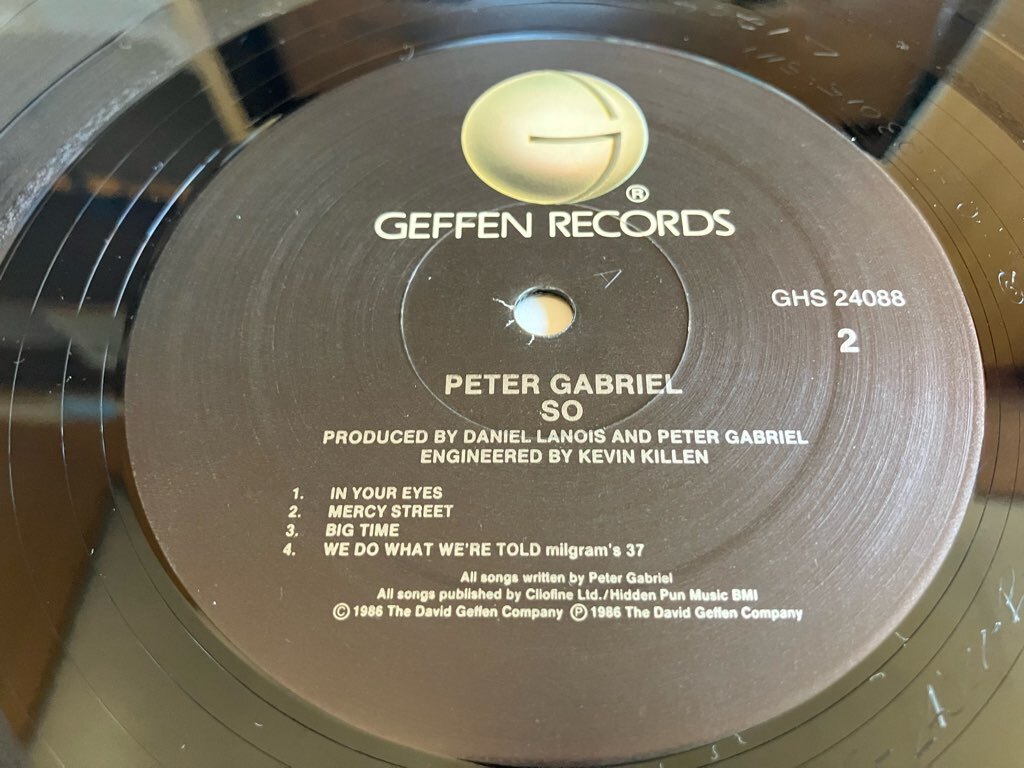 ®
GEFFEN RECORDS
GHS 24088
2
PETER GABRIEL
SO
PRODUCED BY DANIEL LANOIS AND PETER GABRIEL
ENGINEERED BY KEVIN KILLEN
1. IN YOUR EYES
2. MERCY STREET
3. BIG TIME
4. WE DO WHAT WE'RE TOLD milgram's 37
All songs written by Peter Gabriel
All songs published by Cliofine Ltd./Hidden Pun Music BMI
© 1986 The David Geffen Company ℗ 1986 The David Geffen Company